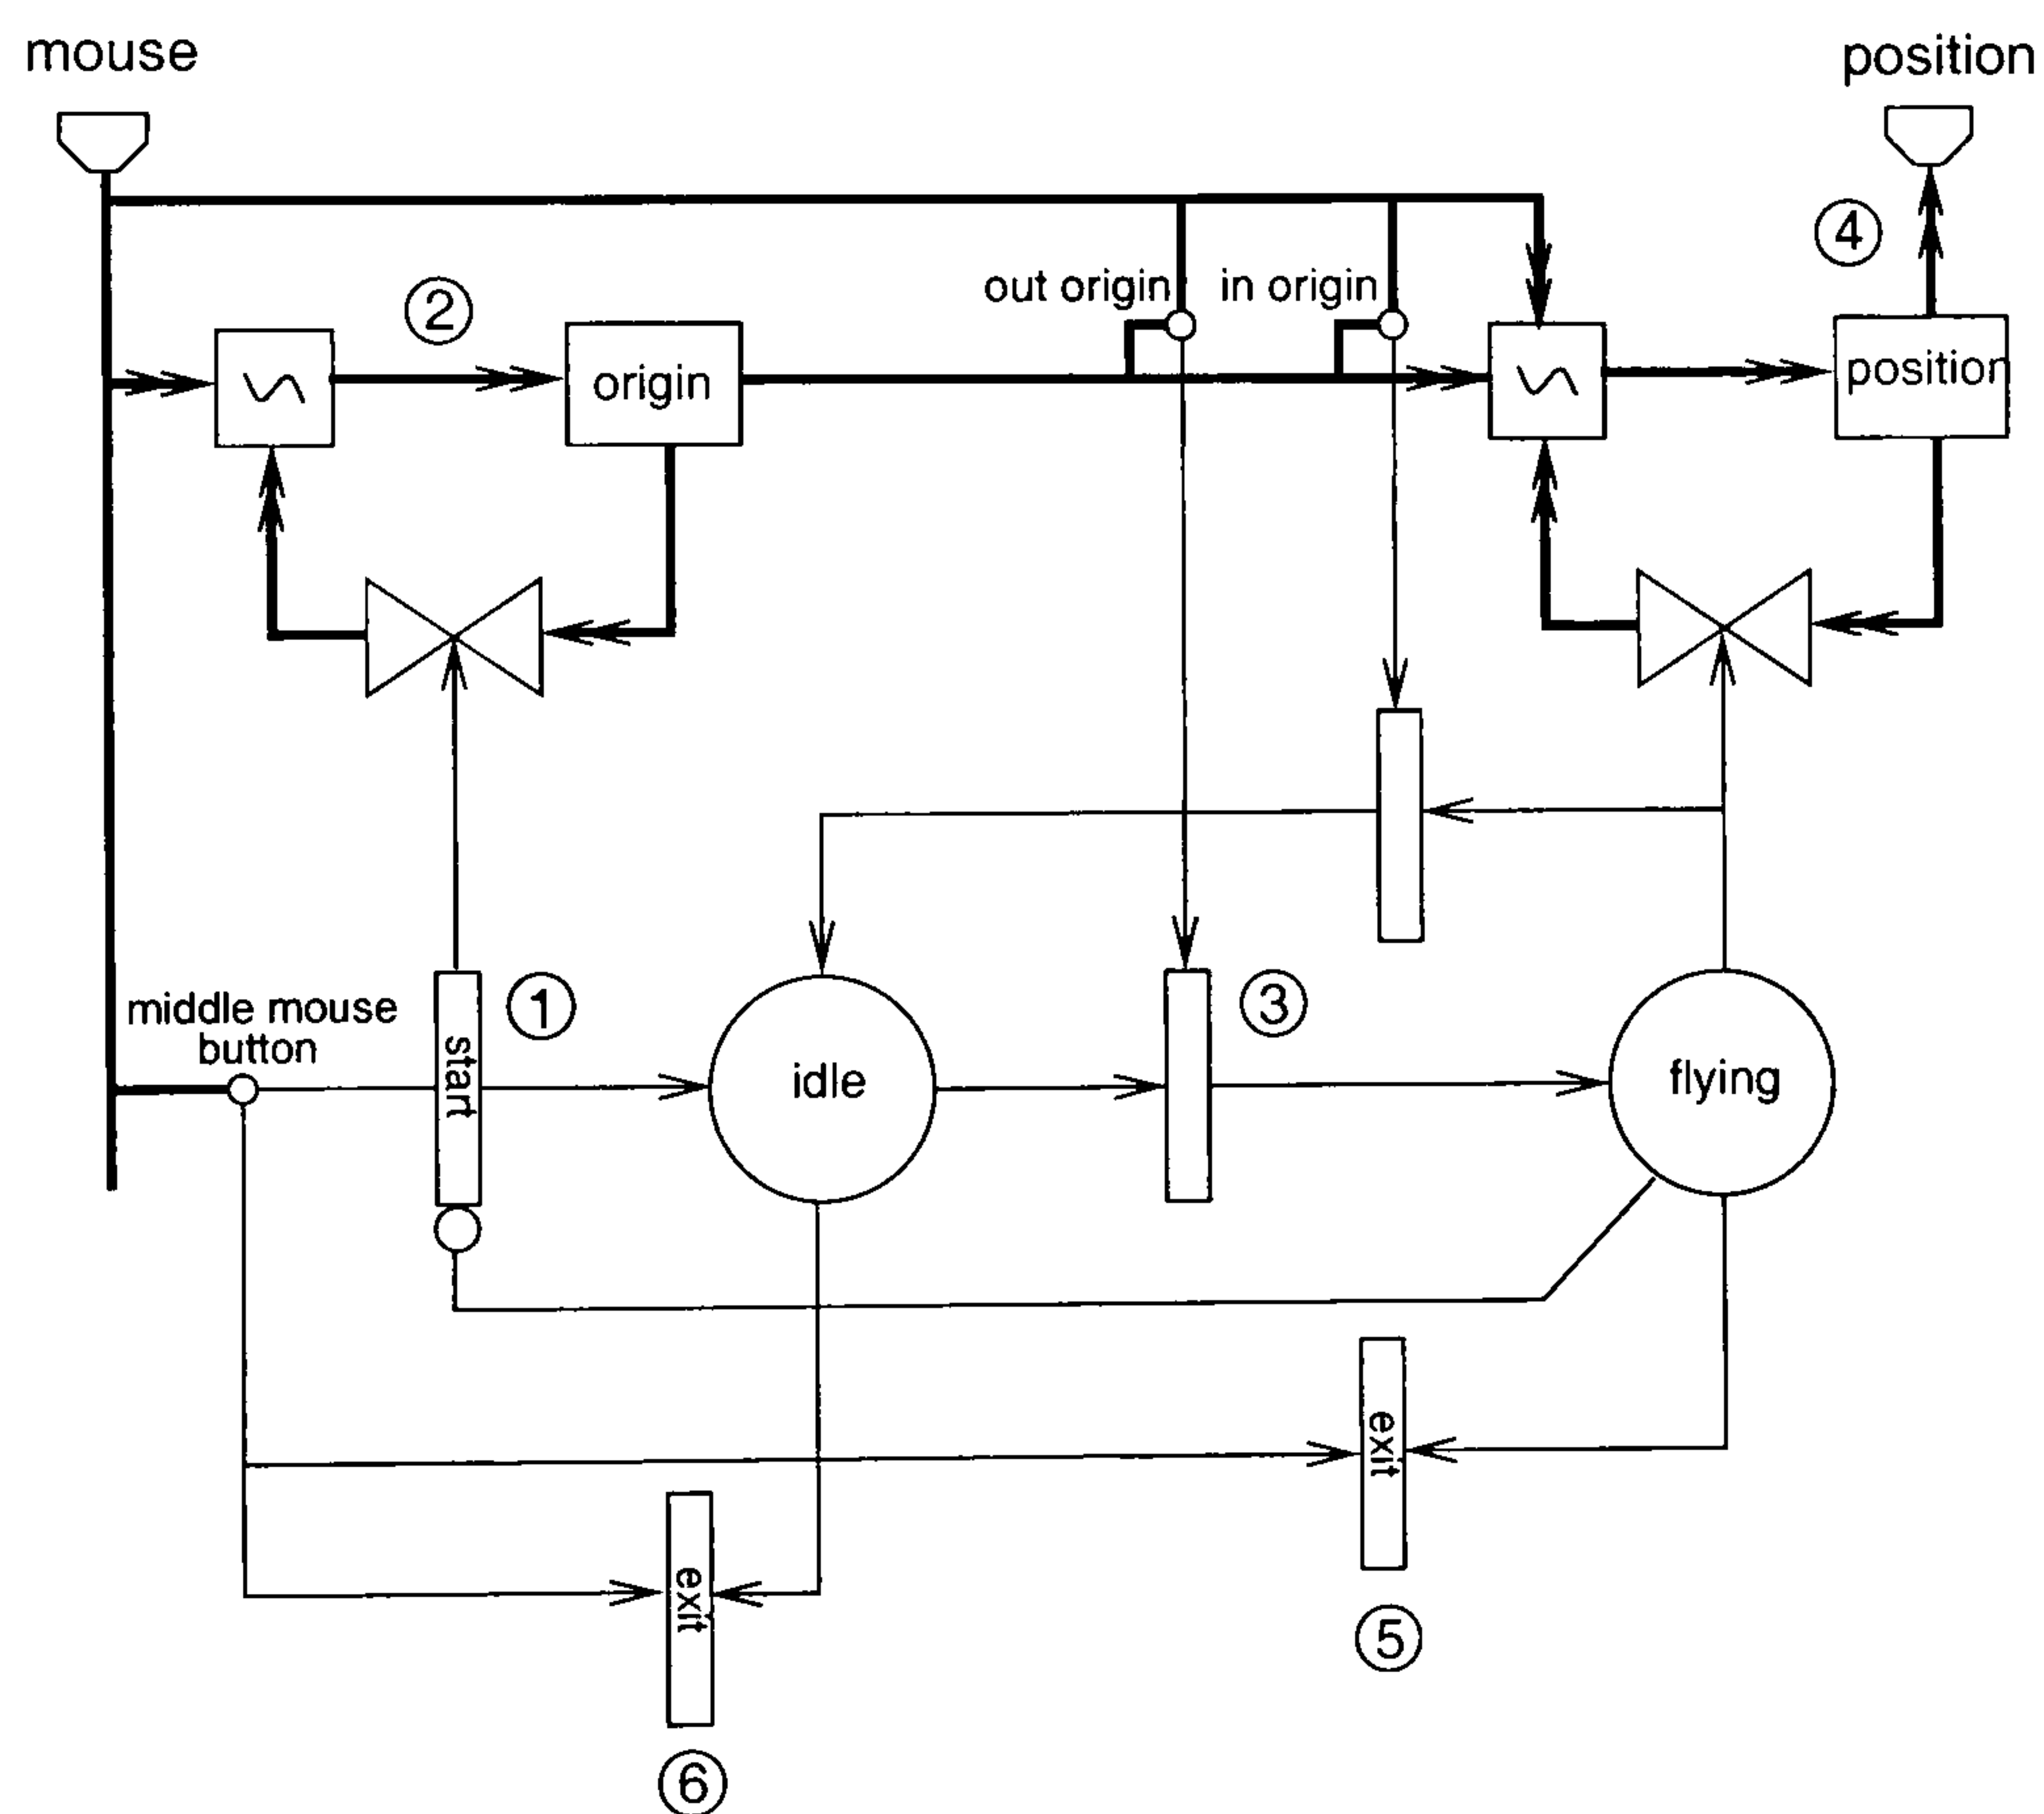 mouse
position
④
②
out origin
in origin
origin
position
middle mouse
button
start
①
idle
③
flying
exit
exit
⑤
⑥